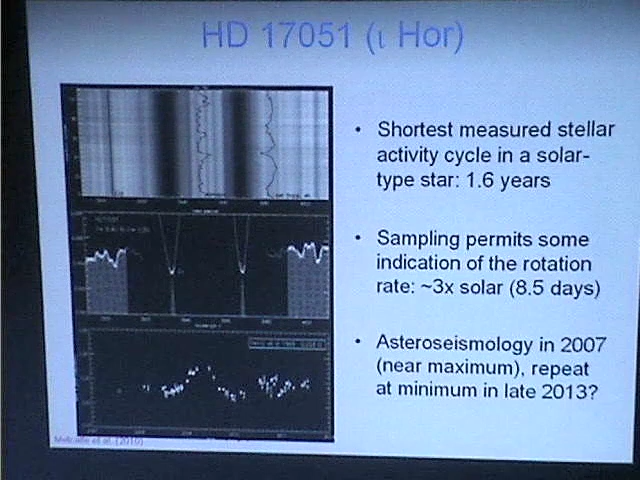 HD 17051 (ι Hor)
• Shortest measured stellar
activity cycle in a solar-
type star: 1.6 years
• Sampling permits some
indication of the rotation
rate: ~3x solar (8.5 days)
• Asteroseismology in 2007
(near maximum), repeat
at minimum in late 2013?
Metcalfe et al. (2010)